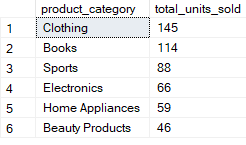 product_category total_units_sold
1 Clothing 145
2 Books 114
3 Sports 88
4 Electronics 66
5 Home Appliances 59
6 Beauty Products 46